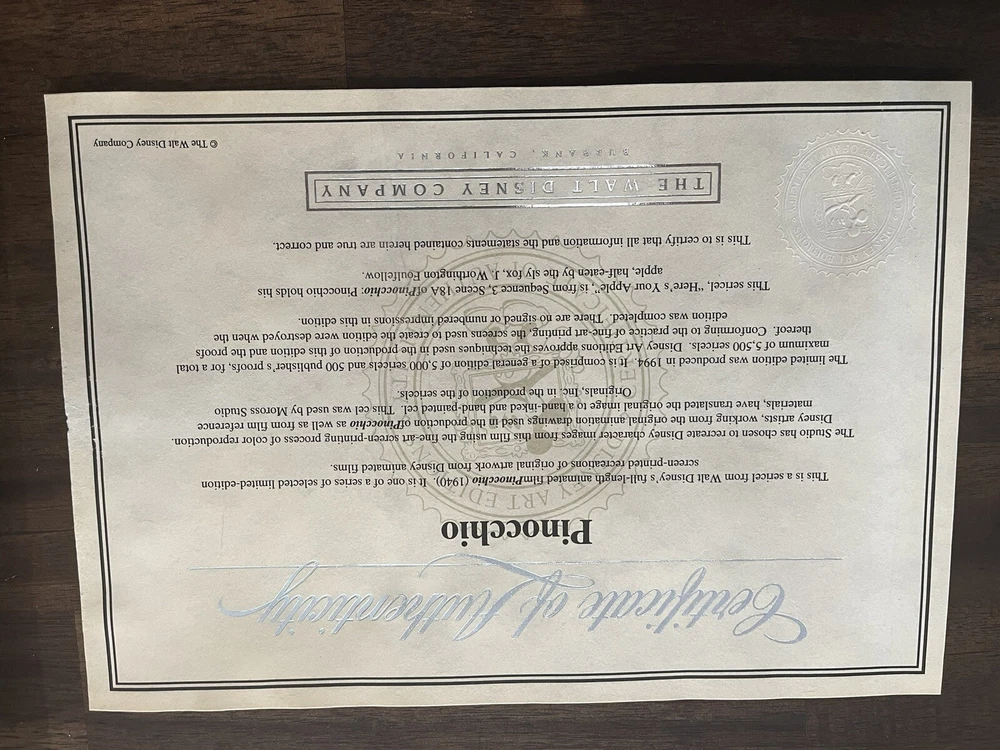 Certificate of Authenticity
Pinocchio
This is a sericel from Walt Disney's full-length animated film Pinocchio (1940). It is one of a series of selected limited-edition
screen-printed recreations of original artwork from Disney animated films.
The Studio has chosen to recreate Disney character images from this film using the fine-art screen-printing process of color reproduction.
Disney artists, working from the original animation drawings used in the production of Pinocchio as well as from film reference
materials, have translated the original image to a hand-inked and hand-painted cel. This cel was used by Moross Studio
Originals, Inc. in the production of the sericels.
The limited edition was produced in 1994. It is comprised of a general edition of 5,000 sericels and 500 publisher's proofs, for a total
maximum of 5,500 sericels. Disney Art Editions approves the techniques used in the production of this edition and the proofs
thereof. Conforming to the practice of fine-art printing, the screens used to create the edition were destroyed when the
edition was completed. There are no signed or numbered impressions in this edition.
This sericel, "Here's Your Apple", is from Sequence 3, Scene 18A of Pinocchio: Pinocchio holds his
apple, half-eaten by the sly fox, J. Worthington Foulfellow.
This is to certify that all information and the statements contained herein are true and correct.
THE WALT DISNEY COMPANY
BURBANK, CALIFORNIA
© The Walt Disney Company